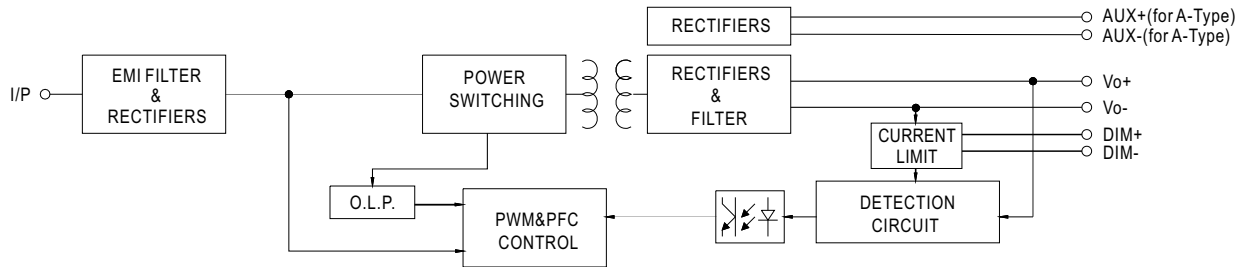 RECTIFIERS
AUX+(for A-Type)
AUX-(for A-Type)
I/P
EMI FILTER
&
RECTIFIERS
POWER
SWITCHING
RECTIFIERS
&
FILTER
Vo+
Vo-
CURRENT
LIMIT
DIM+
DIM-
O.L.P.
PWM&PFC
CONTROL
DETECTION
CIRCUIT